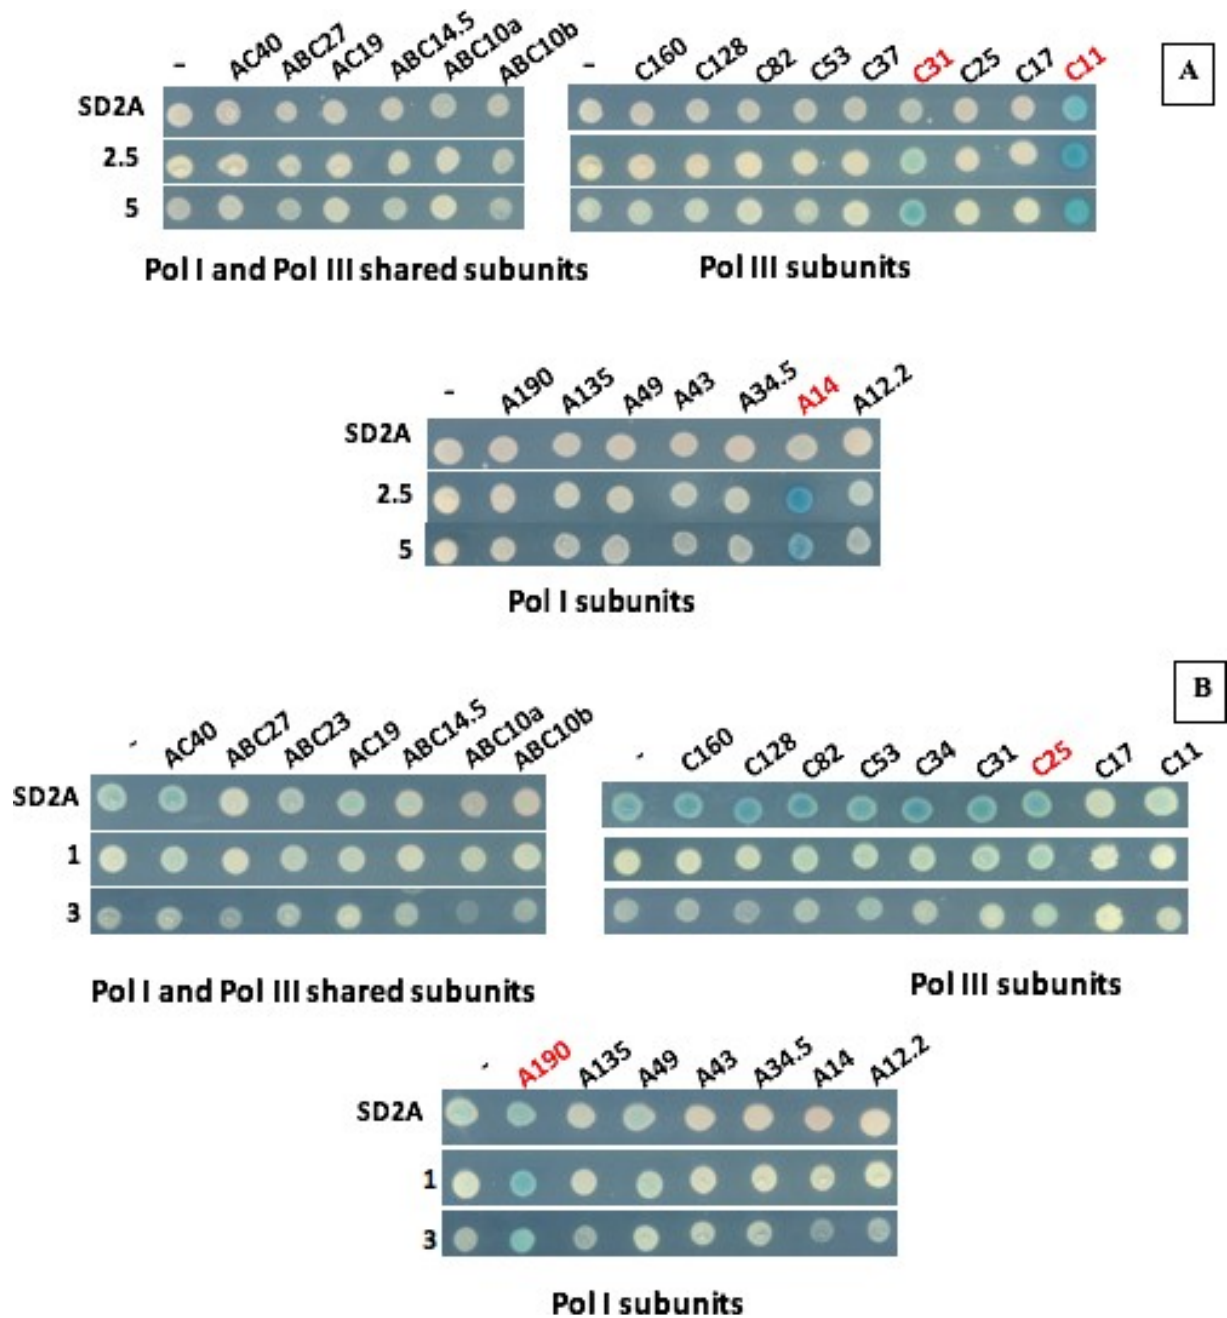 - AC40 ABC27 AC19 ABC14.5 ABC10a ABC10b
- C160 C128 C82 C53 C37 C31 C25 C17 C11
A
SD2A
2.5
5
Pol I and Pol III shared subunits
Pol III subunits
- A190 A135 A49 A43 A34.5 A14 A12.2
SD2A
2.5
5
Pol I subunits
B
- AC40 ABC27 ABC23 AC19 ABC14.5 ABC10a ABC10b
- C160 C128 C82 C53 C34 C31 C25 C17 C11
SD2A
1
3
Pol I and Pol III shared subunits
Pol III subunits
- A190 A135 A49 A43 A34.5 A14 A12.2
SD2A
1
3
Pol I subunits